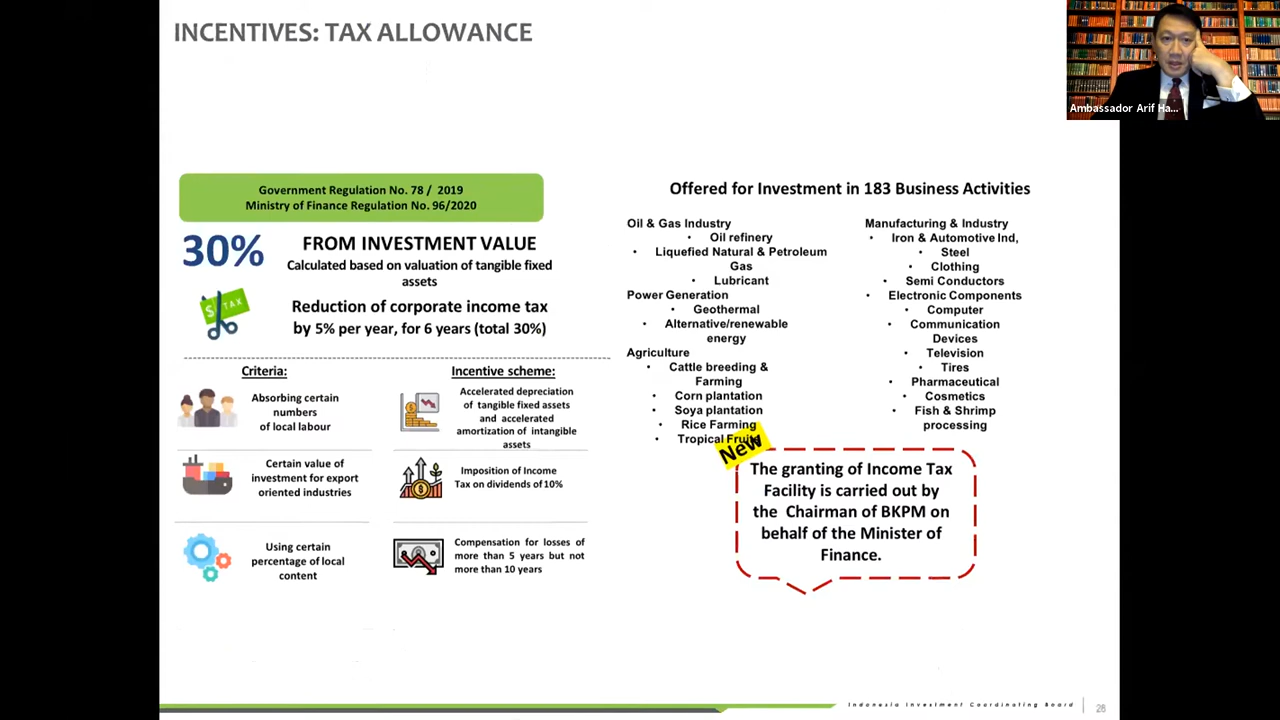 INCENTIVES: TAX ALLOWANCE
Ambassador Arif Ha...
Government Regulation No. 78 / 2019
Ministry of Finance Regulation No. 96/2020
30%
FROM INVESTMENT VALUE
Calculated based on valuation of tangible fixed
assets
$ TAX
Reduction of corporate income tax
by 5% per year, for 6 years (total 30%)
Criteria:
Absorbing certain
numbers
of local labour
Certain value of
investment for export
oriented industries
Using certain
percentage of local
content
Incentive scheme:
Accelerated depreciation
of tangible fixed assets
and accelerated
amortization of intangible
assets
Imposition of Income
Tax on dividends of 10%
Compensation for losses of
more than 5 years but not
more than 10 years
Offered for Investment in 183 Business Activities
Oil & Gas Industry
• Oil refinery
• Liquefied Natural & Petroleum
Gas
• Lubricant
Power Generation
• Geothermal
• Alternative/renewable
energy
Agriculture
• Cattle breeding &
Farming
• Corn plantation
• Soya plantation
• Rice Farming
• Tropical Fruits
Manufacturing & Industry
• Iron & Automotive Ind,
• Steel
• Clothing
• Semi Conductors
• Electronic Components
• Computer
• Communication
Devices
• Television
• Tires
• Pharmaceutical
• Cosmetics
• Fish & Shrimp
processing
New
The granting of Income Tax
Facility is carried out by
the Chairman of BKPM on
behalf of the Minister of
Finance.
Indonesia Investment Coordinating Board
28